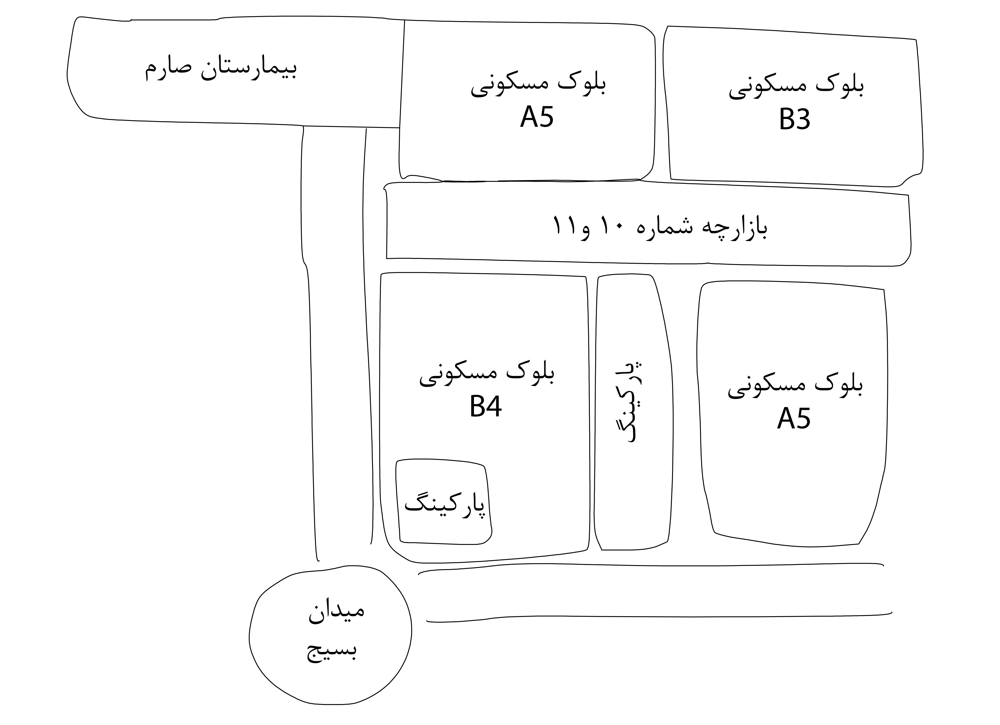 بیمارستان صارم
بلوک مسکونی
A5
بلوک مسکونی
B3
بازارچه شماره ۱۰ و۱۱
بلوک مسکونی
B4
پارکینگ
پارکینگ
بلوک مسکونی
A5
میدان
بسیج